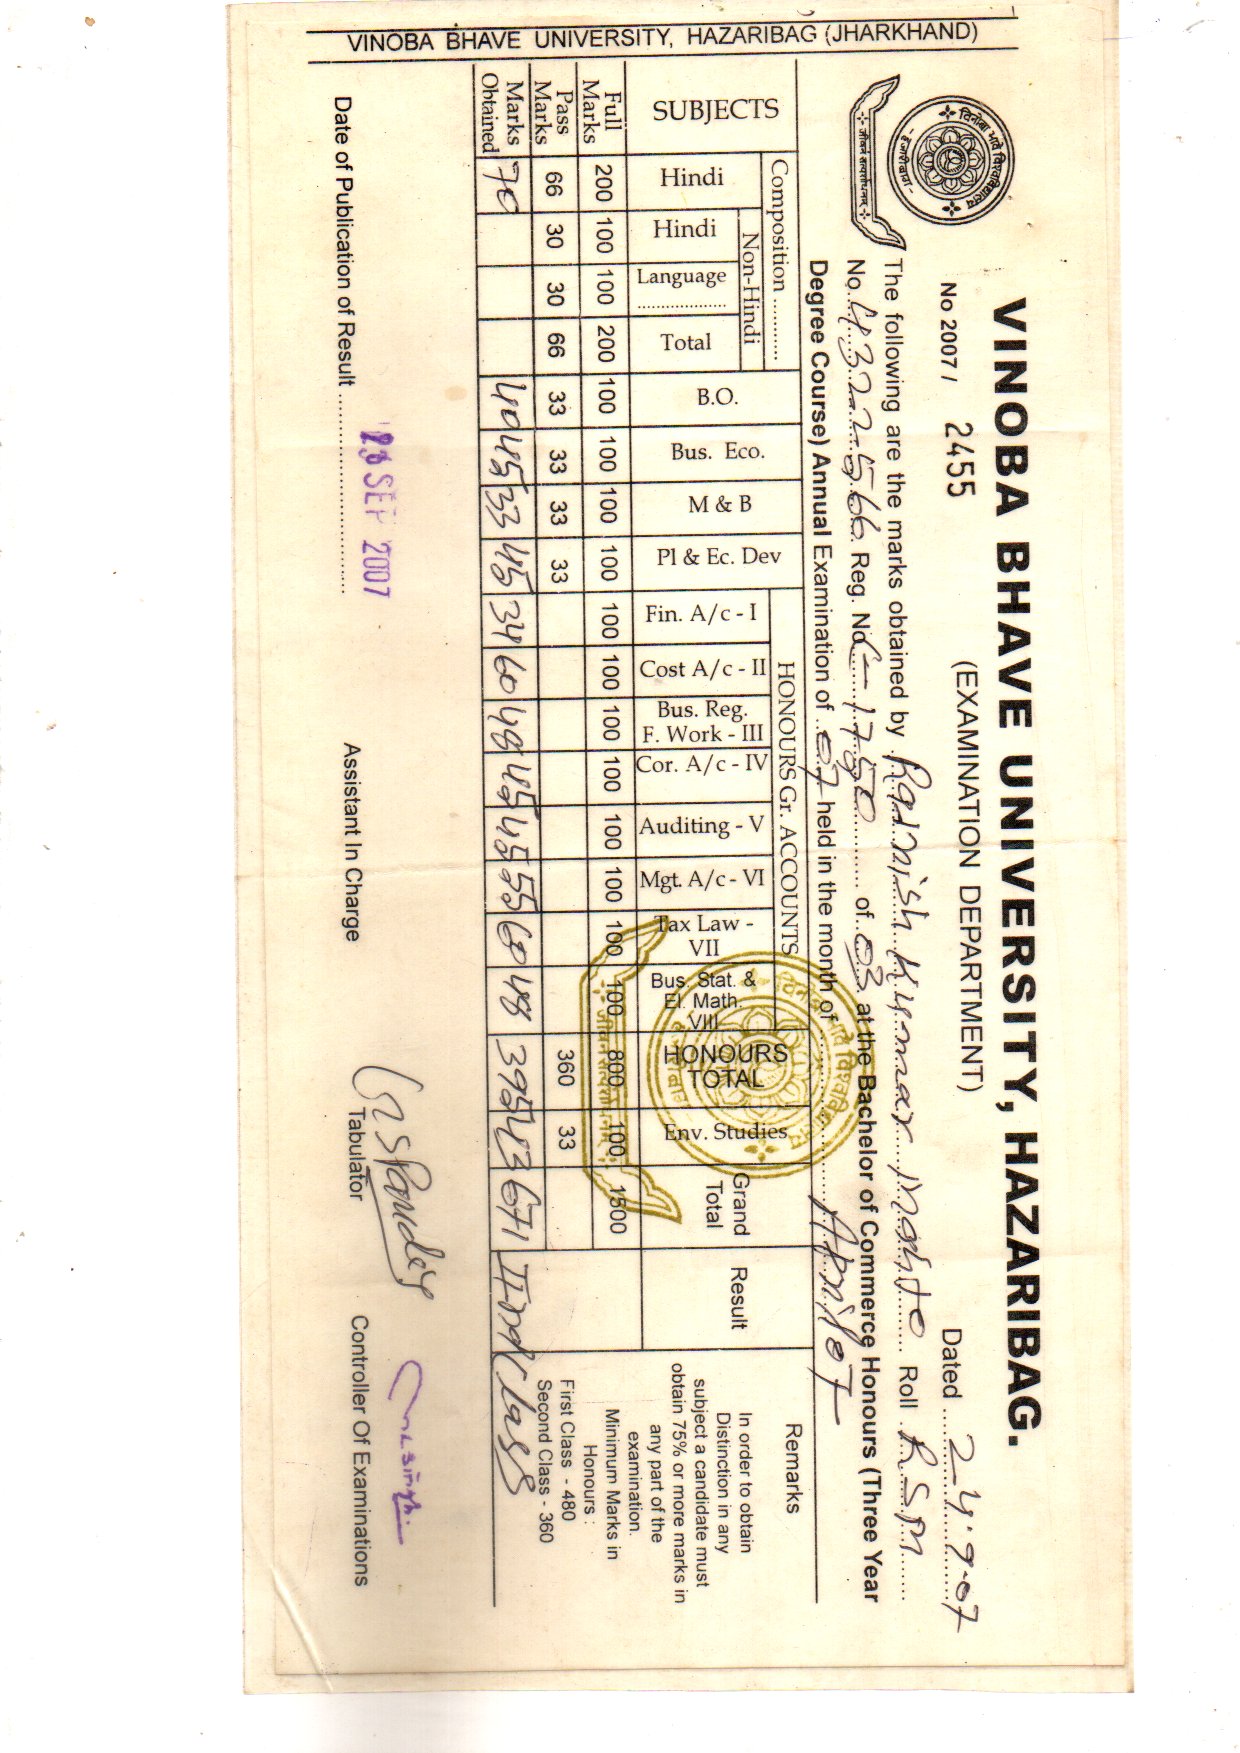 VINOBA BHAVE UNIVERSITY, HAZARIBAG (JHARKHAND)
VINOBA BHAVE UNIVERSITY, HAZARIBAG.
(EXAMINATION DEPARTMENT)
No 2007 / 2455
Dated ....24.9.07
विनोबा भावे विश्वविद्यालय
हजारीबाग
The following are the marks obtained by Rajnish Kumar Mahto Roll RSM
No. 4322566 Reg. No. 1750 of 03 at the Bachelor of Commerce Honours (Three Year
Degree Course) Annual Examination of 07 held in the month of April 07
SUBJECTS
Composition ...........
Non-Hindi
Hindi
Hindi
Language
Total
B.O.
Bus. Eco.
M & B
Pl & Ec. Dev
HONOURS Gr. ACCOUNTS
Fin. A/c - I
Cost A/c - II
Bus. Reg. F. Work - III
Cor. A/c - IV
Auditing - V
Mgt. A/c - VI
Tax Law - VII
Bus. Stat. & El. Math. VIII
HONOURS TOTAL
Env. Studies
Grand Total
Result
Remarks
Full Marks 200 100 100 200 100 100 100 100 100 100 100 100 100 100 100 100 800 100 1500
Pass Marks 66 30 30 66 33 33 33 33 360 33
Marks Obtained 70 40 45 33 45 34 60 48 45 45 55 60 48 395 43 671 IInd Class
In order to obtain
Distinction in any
subject a candidate must
obtain 75% or more marks in
any part of the
examination.
Minimum Marks in
Honours :
First Class - 480
Second Class - 360
Date of Publication of Result ................................
SEP 2007
Assistant In Charge
Tabulator
Controller Of Examinations